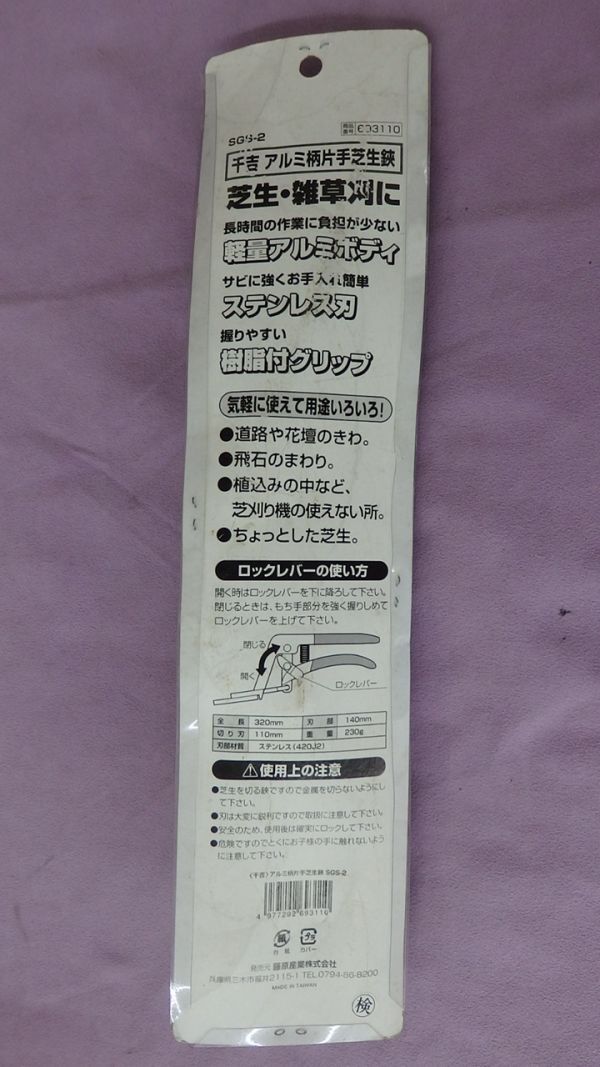 SGS-2
商品番号 693110
千吉 アルミ柄片手芝生鋏
芝生・雑草刈に
長時間の作業に負担が少ない
軽量アルミボディ
サビに強くお手入れ簡単
ステンレス刃
握りやすい
樹脂付グリップ
気軽に使えて用途いろいろ!
●道路や花壇のきわ。
●飛石のまわり。
●植込みの中など、
芝刈り機の使えない所。
●ちょっとした芝生。
ロックレバーの使い方
開く時はロックレバーを下に降ろして下さい。
閉じるときは、もち手部分を強く握りしめて
ロックレバーを上げて下さい。
閉じる
開く
ロックレバー
全長 320mm 刃部 140mm
切り刃 110mm 重量 230g
刃部材質 ステンレス(420J2)
⚠使用上の注意
●芝生を切る鋏ですので金属を切らないようにし
て下さい。
●刃は大変に鋭利ですので取扱に注意して下さい。
●安全のため、使用後は確実にロックして下さい。
●危険ですのでとくにお子様の手に触れないよう
に注意して下さい。
〈千吉〉アルミ柄片手芝生鋏 SGS-2
4 977292 693110
紙 プラ
台紙 カバー
発売元 藤原産業株式会社
兵庫県三木市福井2115-1 TEL.0794-86-8200
MADE IN TAIWAN
検